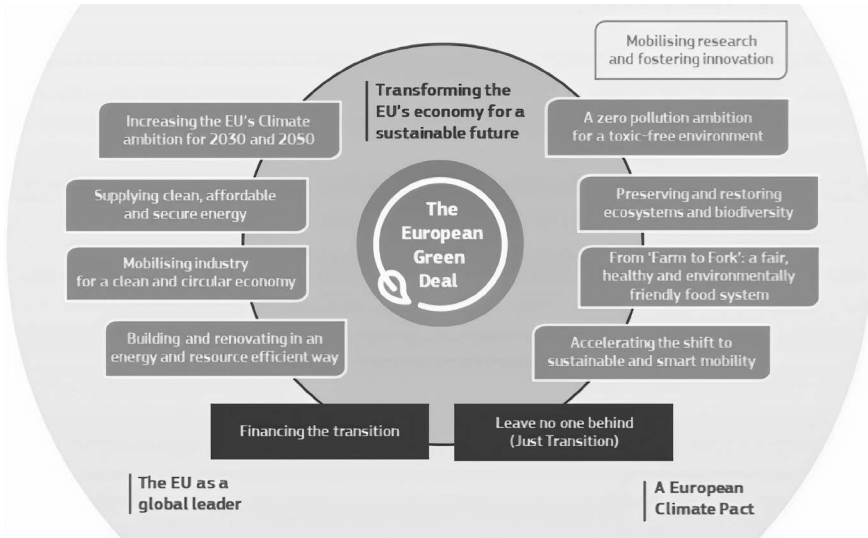 Mobilising research
and fostering innovation
Transforming the
EU's economy for a
sustainable future
Increasing the EU's Climate
ambition for 2030 and 2050
A zero pollution ambition
for a toxic-free environment
Supplying clean, affordable
and secure energy
Preserving and restoring
ecosystems and biodiversity
The
European
Green
Deal
Mobilising industry
for a clean and circular economy
From 'Farm to Fork': a fair,
healthy and environmentally
friendly food system
Building and renovating in an
energy and resource efficient way
Accelerating the shift to
sustainable and smart mobility
Financing the transition
Leave no one behind
(Just Transition)
The EU as a
global leader
A European
Climate Pact